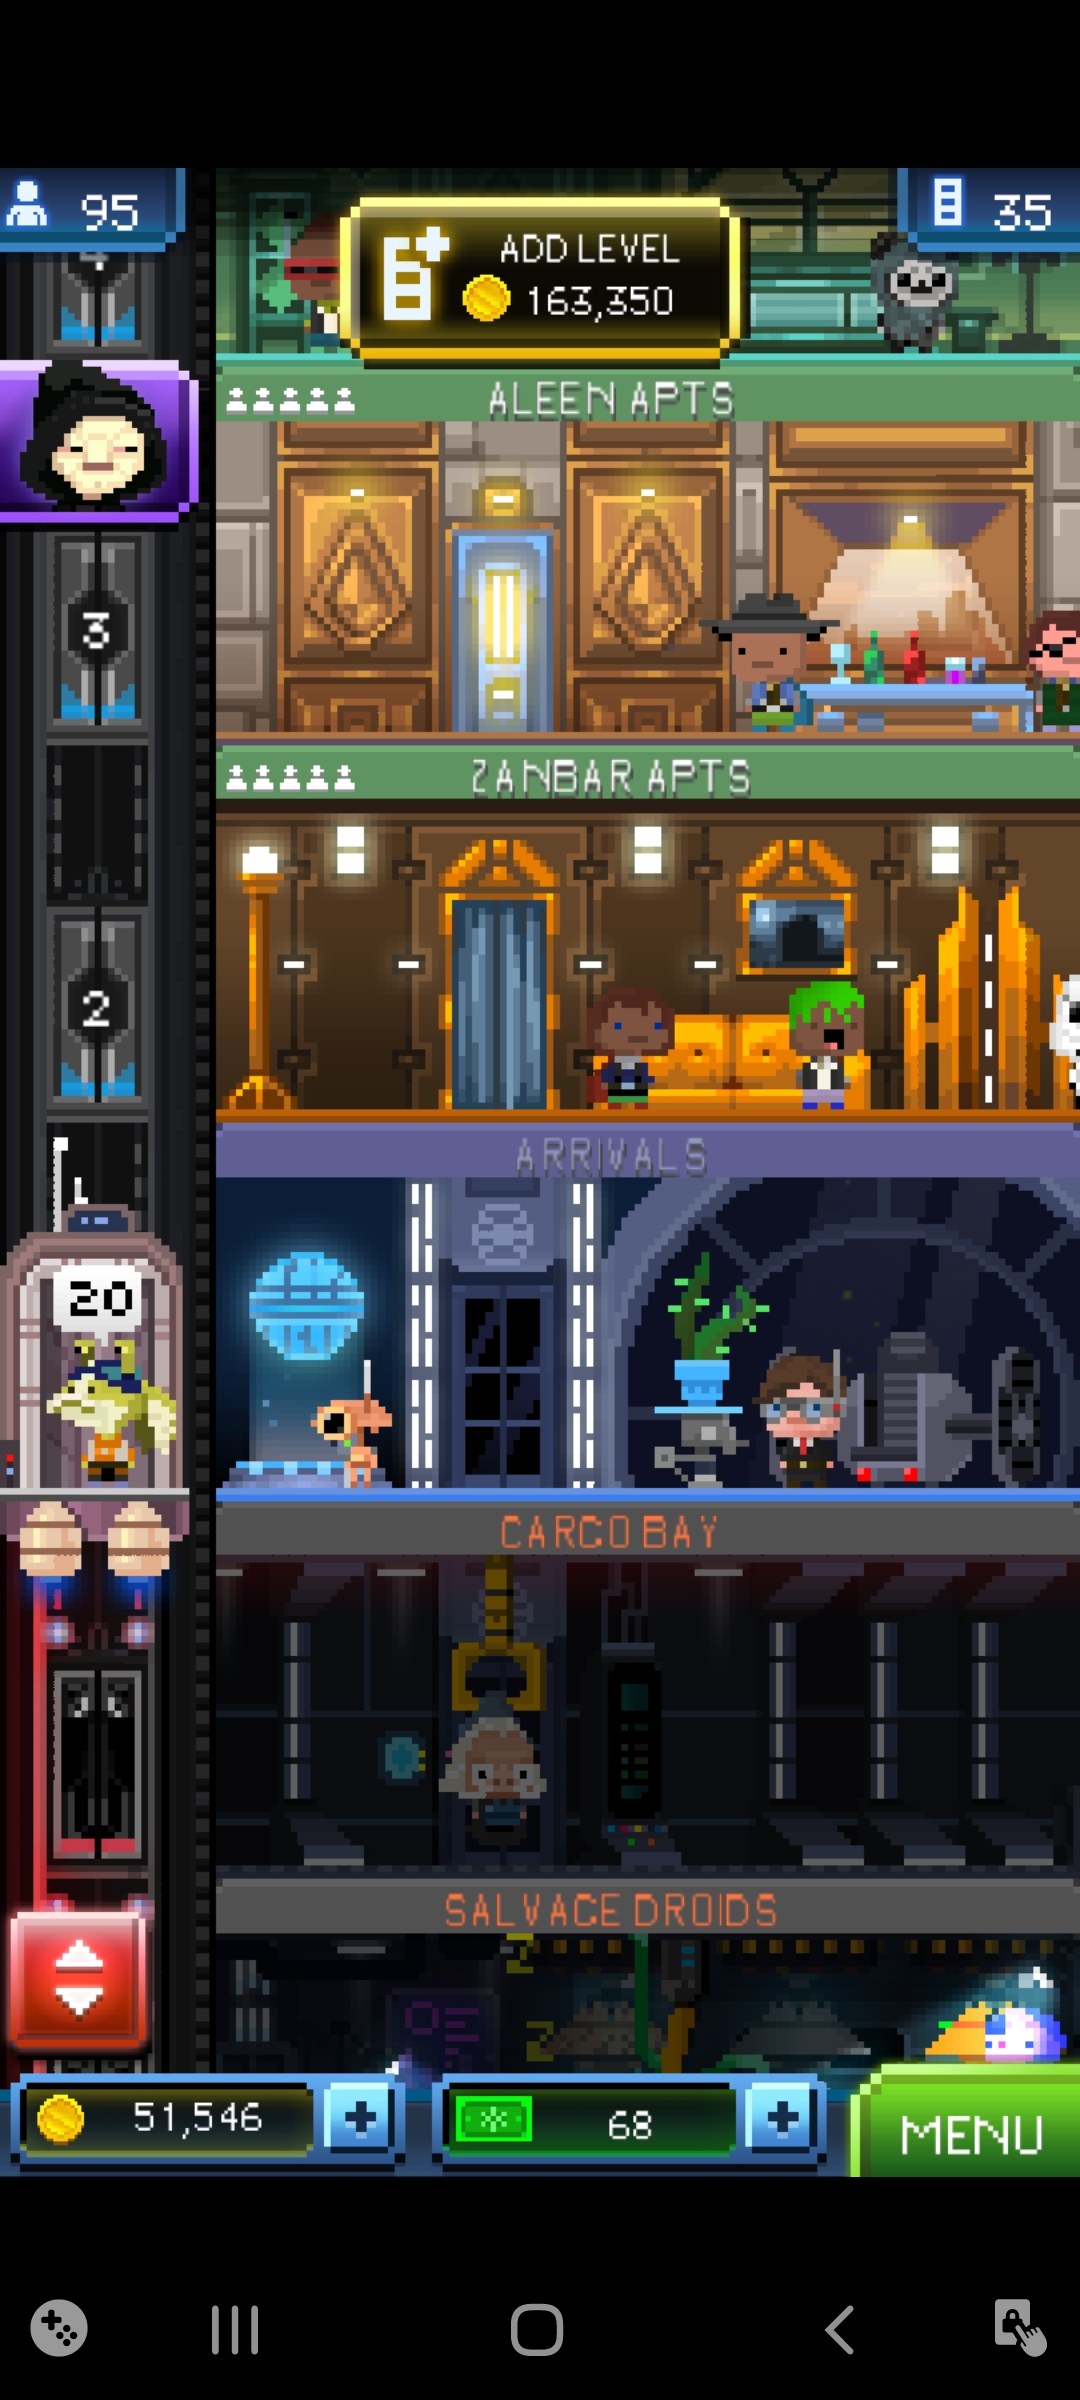 95
ADD LEVEL
163,350
35
ALEEN APTS
3
ZANBAR APTS
2
ARRIVALS
20
CARGO BAY
SALVAGE DROIDS
51,546
68
MENU